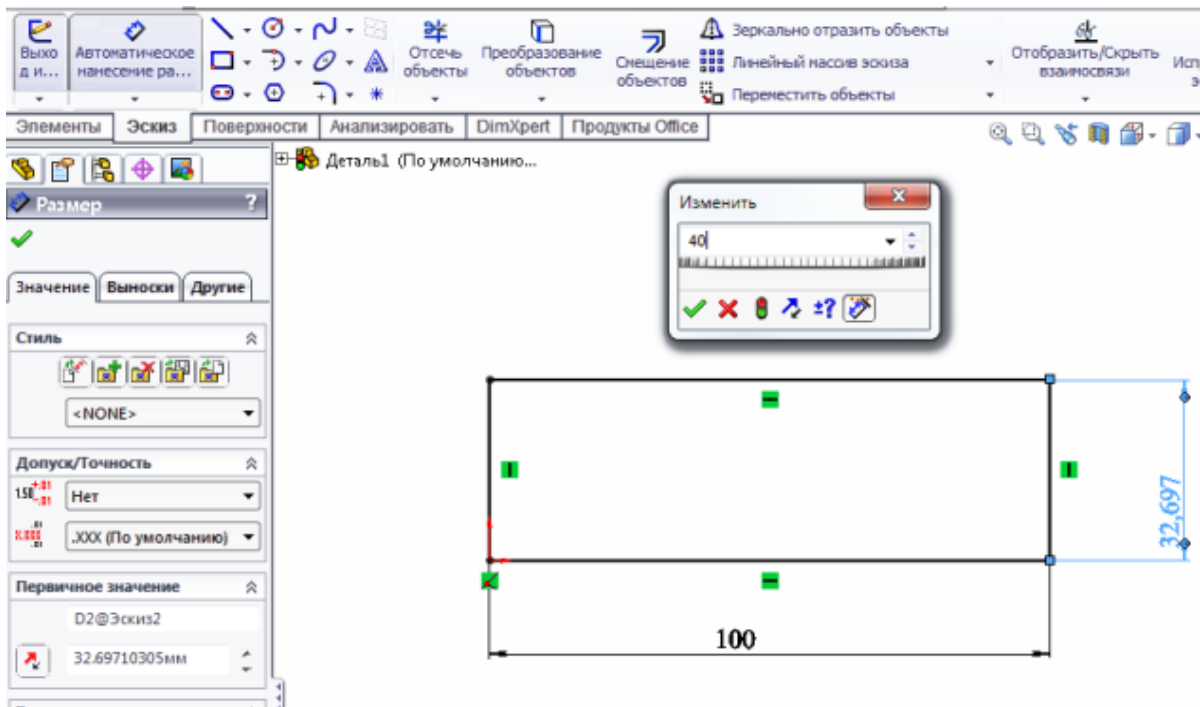 Выхо
д и...
Автоматическое
нанесение ра...
Отсечь
объекты
Преобразование
объектов
Смещение
объектов
Зеркально отразить объекты
Линейный массив эскиза
Переместить объекты
Отобразить/Скрыть
взаимосвязи
Исп
э
Элементы Эскиз Поверхности Анализировать DimXpert Продукты Office
Деталь1 (По умолчанию...
Размер ?
Значение Выноски Другие
Стиль
<NONE>
Допуск/Точность
Нет
.XXX (По умолчанию)
Первичное значение
D2@Эскиз2
32.69710305мм
Изменить
40
±?
32,697
100